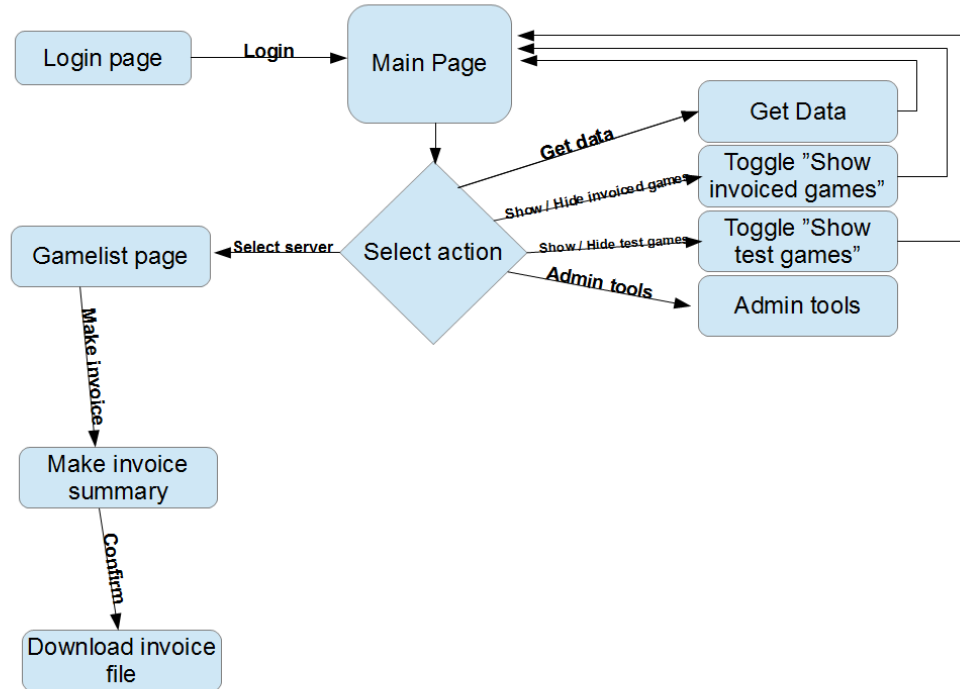 Login page
Login
Main Page
Get data
Get Data
Show / Hide invoiced games
Toggle ”Show
invoiced games”
Gamelist page
Select server
Select action
Show / Hide test games
Toggle ”Show
test games”
Admin tools
Admin tools
Make invoice
Make invoice
summary
Confirm
Download invoice
file